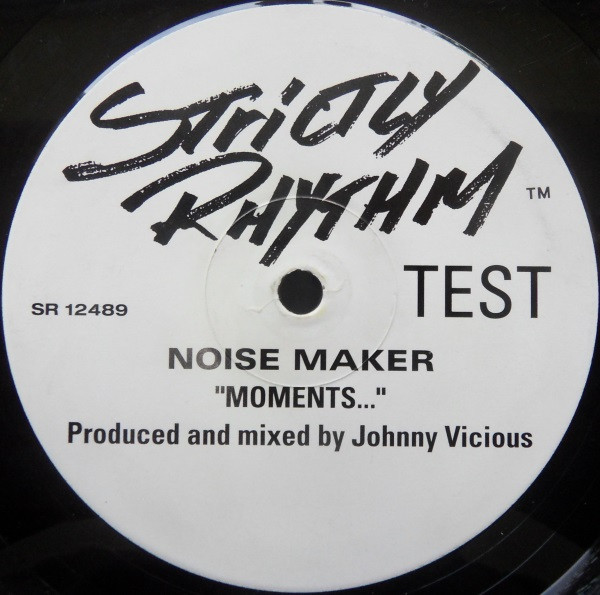 STRICTLY
RHYTHM ™
TEST
SR 12489
NOISE MAKER
"MOMENTS..."
Produced and mixed by Johnny Vicious